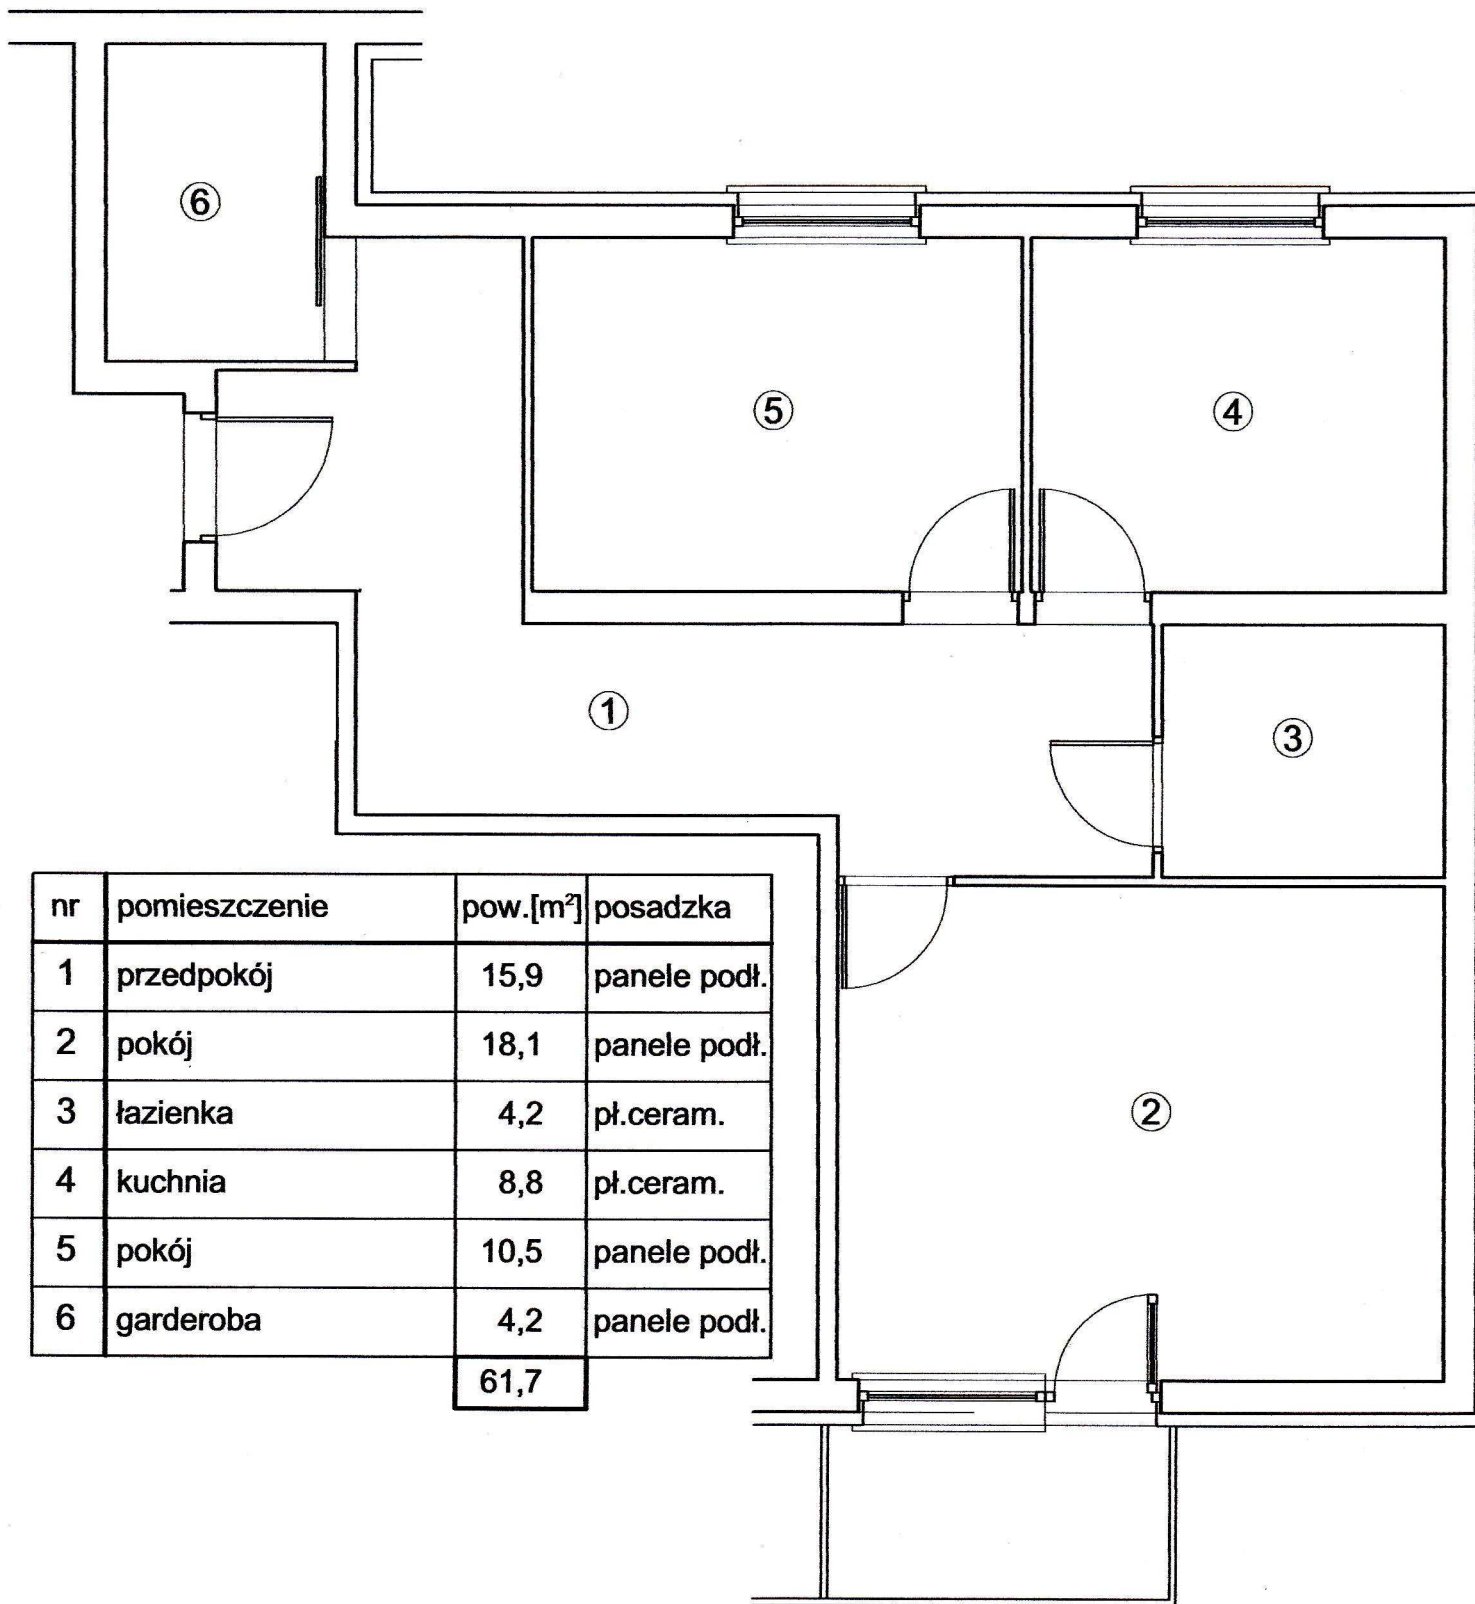 6
5
4
1
3
2
nr pomieszczenie pow.[m²] posadzka
1 przedpokój 15,9 panele podł.
2 pokój 18,1 panele podł.
3 łazienka 4,2 pł.ceram.
4 kuchnia 8,8 pł.ceram.
5 pokój 10,5 panele podł.
6 garderoba 4,2 panele podł.
61,7